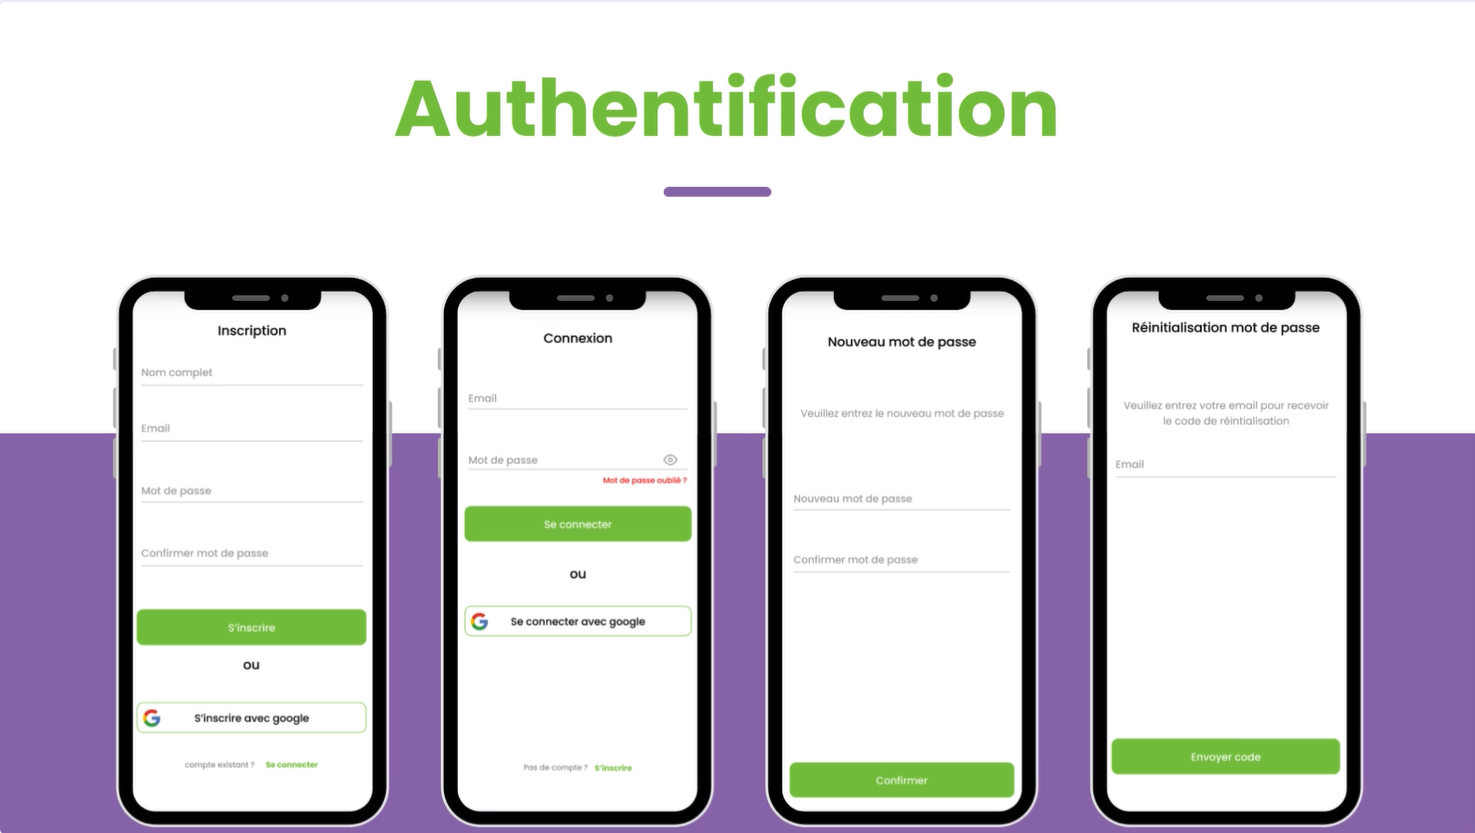 Authentification
Inscription
Nom complet
Email
Mot de passe
Confirmer mot de passe
S'inscrire
ou
S'inscrire avec google
compte existant ? Se connecter
Connexion
Email
Mot de passe
Mot de passe oublié ?
Se connecter
ou
Se connecter avec google
Pas de compte ? S'inscrire
Nouveau mot de passe
Veuillez entrez le nouveau mot de passe
Nouveau mot de passe
Confirmer mot de passe
Confirmer
Réinitialisation mot de passe
Veuillez entrez votre email pour recevoir
le code de réintialisation
Email
Envoyer code